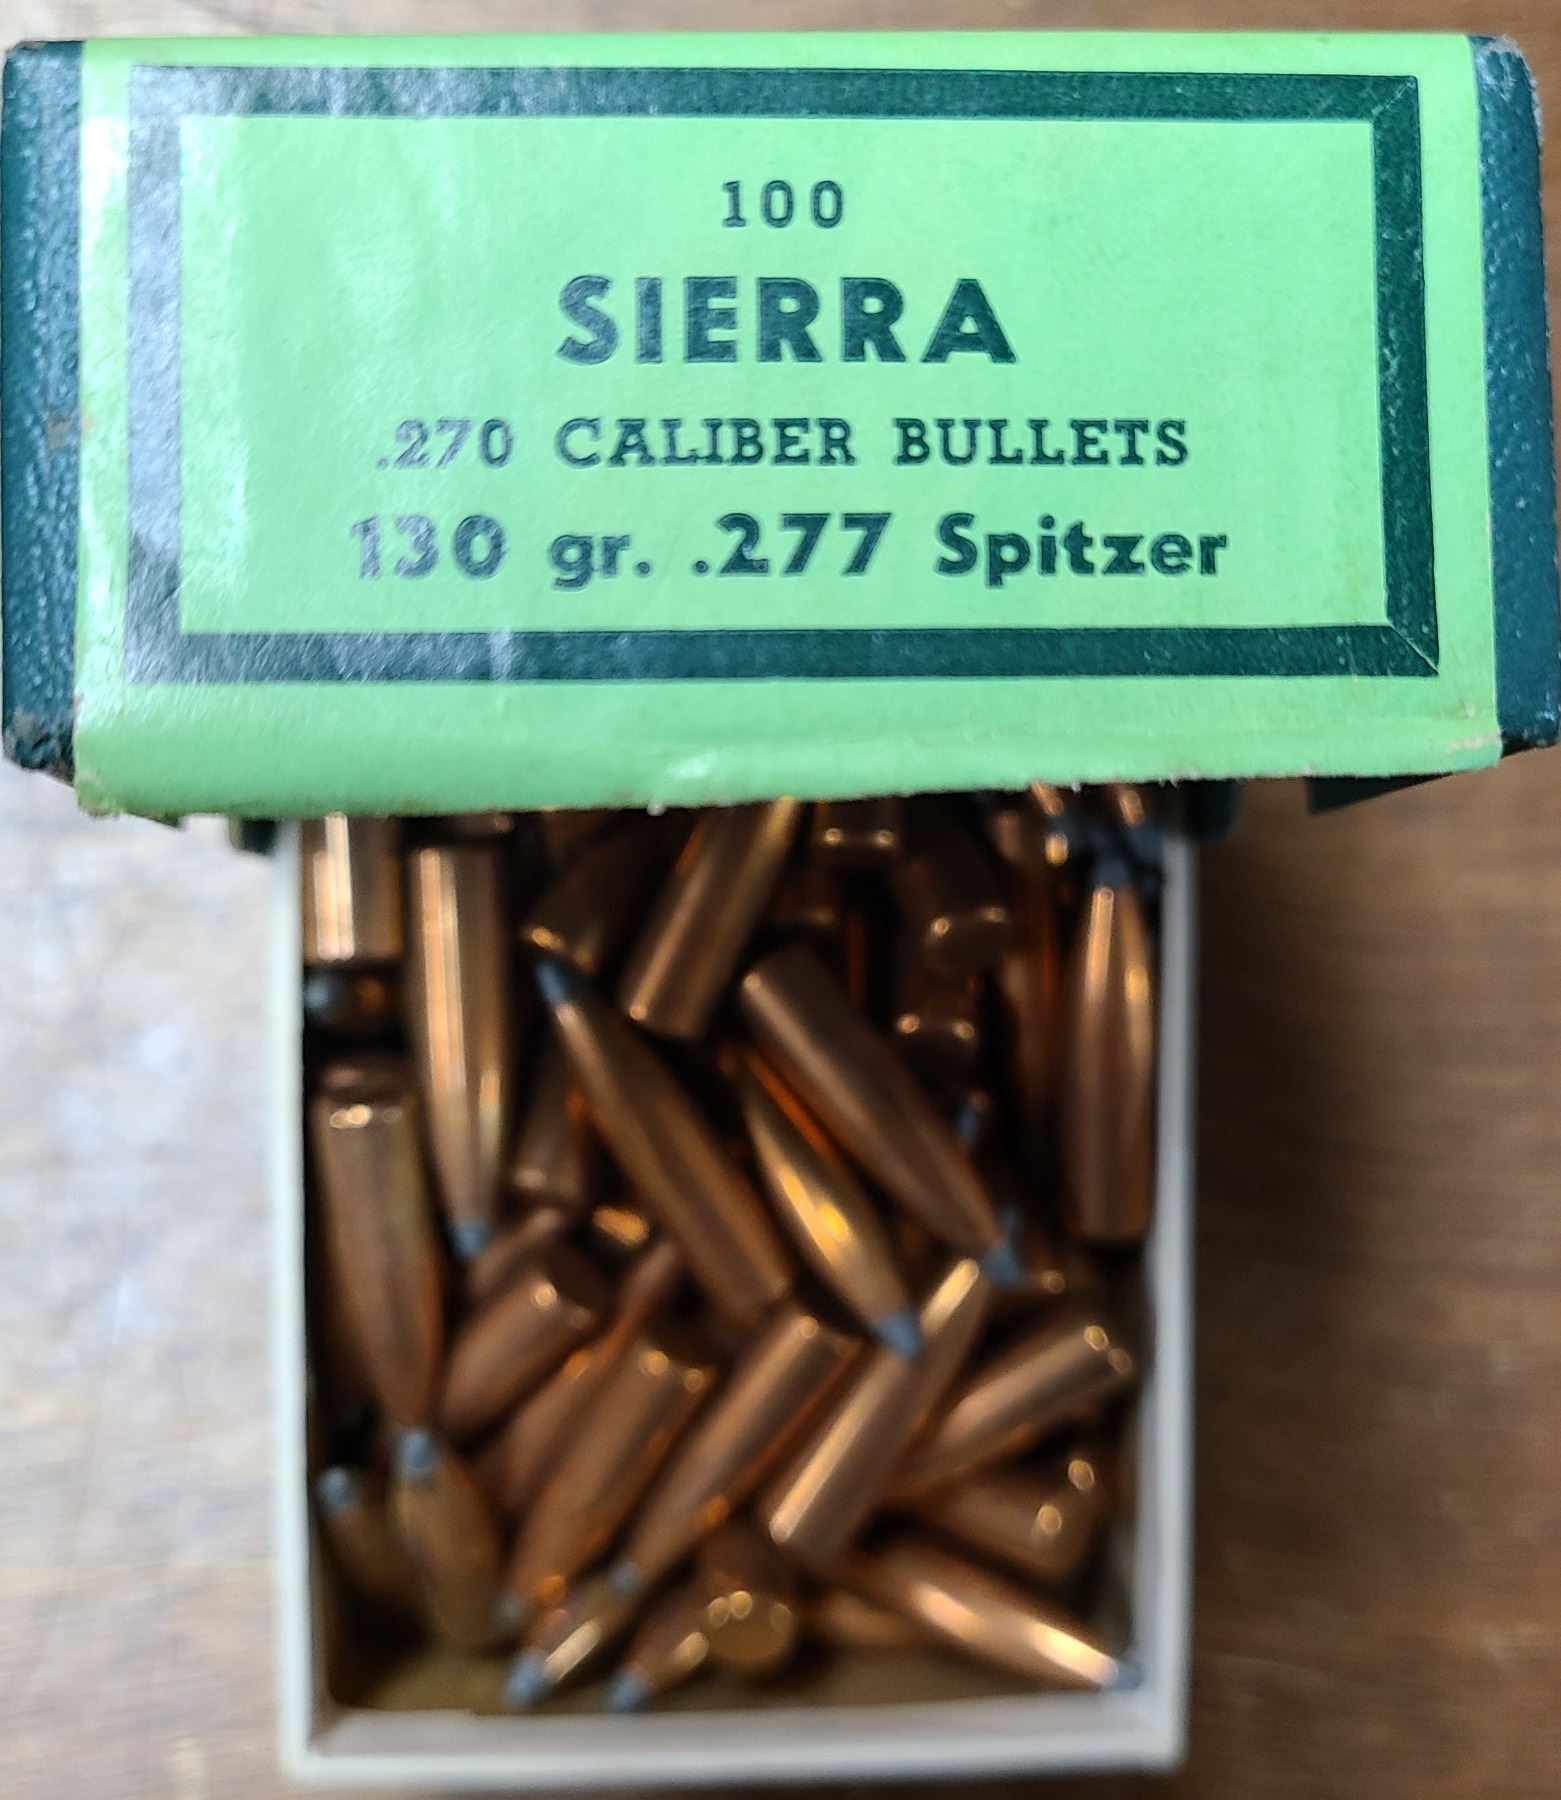 100
SIERRA
.270 CALIBER BULLETS
130 gr. .277 Spitzer